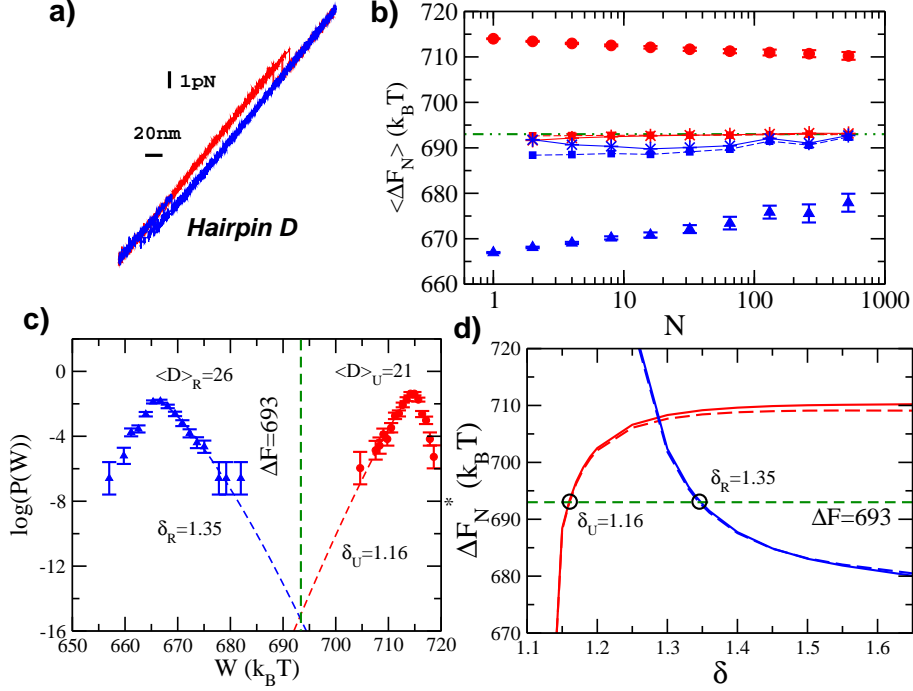 a)
1pN
20nm
Hairpin D
b)
720
710
700
690
680
670
660
<ΔF_N> (k_BT)
1
10
100
1000
N
c)
0
-4
-8
-12
-16
log(P(W))
<D>_R=26
<D>_U=21
ΔF=693
δ_R=1.35
δ_U=1.16
650
660
670
680
690
700
710
720
W (k_BT)
*
d)
720
710
700
690
680
670
ΔF_N (k_BT)
δ_R=1.35
δ_U=1.16
ΔF=693
1.1
1.2
1.3
1.4
1.5
1.6
δ